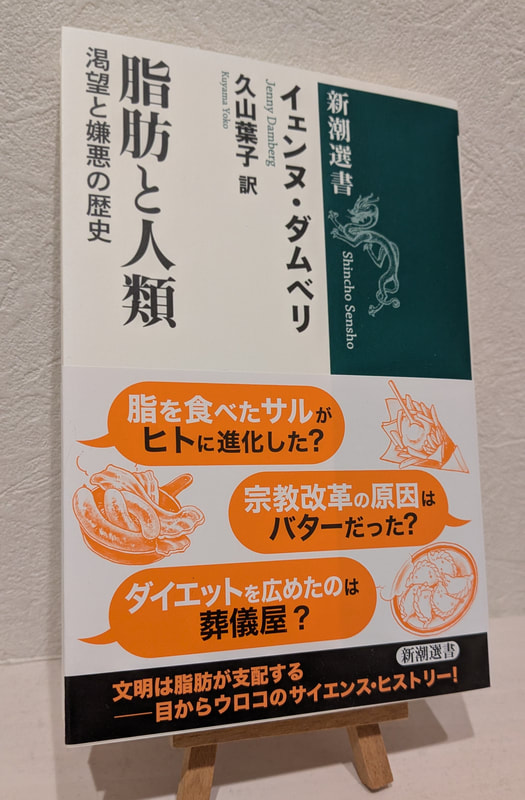 脂肪と人類
渇望と嫌悪の歴史
イェンヌ・ダムベリ
Jenny Damberg
久山葉子 訳
Kuyama Yoko
新潮選書
Shincho Sensho
脂を食べたサルが
ヒトに進化した?
宗教改革の原因は
バターだった?
ダイエットを広めたのは
葬儀屋?
新潮選書
文明は脂肪が支配する
──目からウロコのサイエンス・ヒストリー!